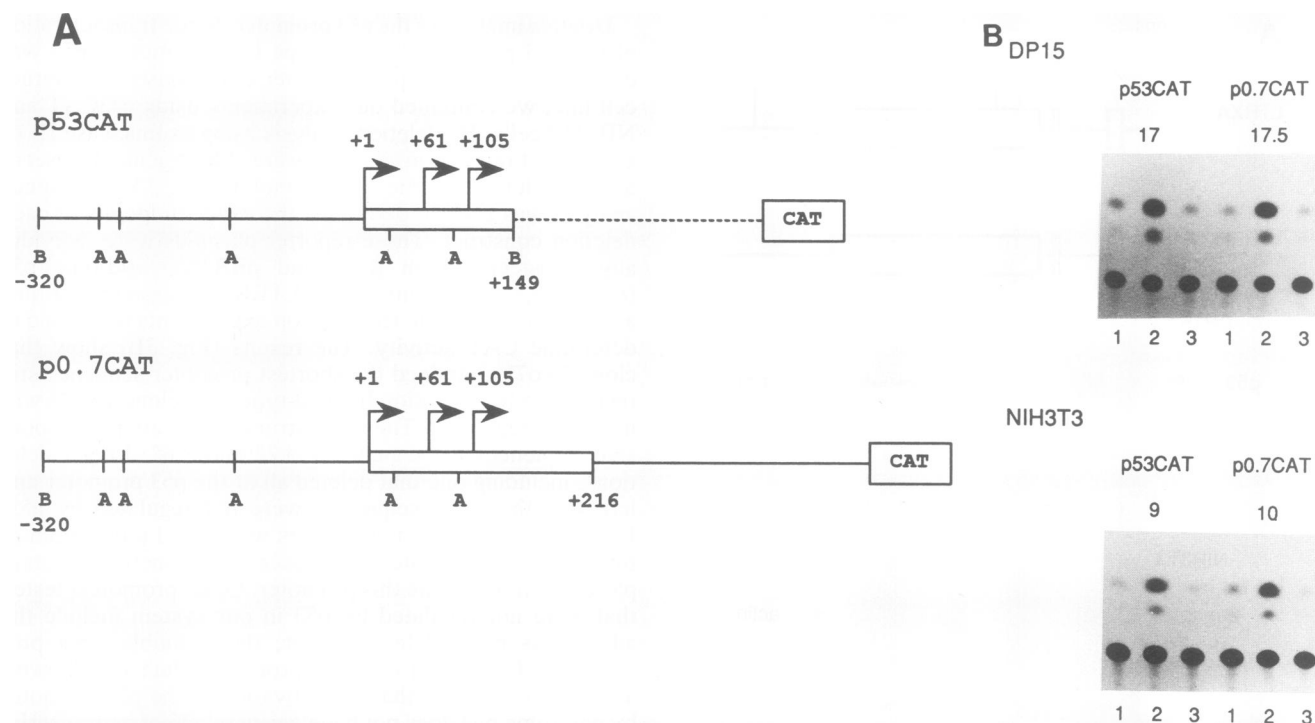 A
p53CAT
+1 +61 +105
CAT
B A A A A A B
-320 +149
p0.7CAT
+1 +61 +105
CAT
B A A A A A +216
-320
B
DP15
p53CAT p0.7CAT
17 17.5
1 2 3 1 2 3
NIH3T3
p53CAT p0.7CAT
9 10
1 2 3 1 2 3